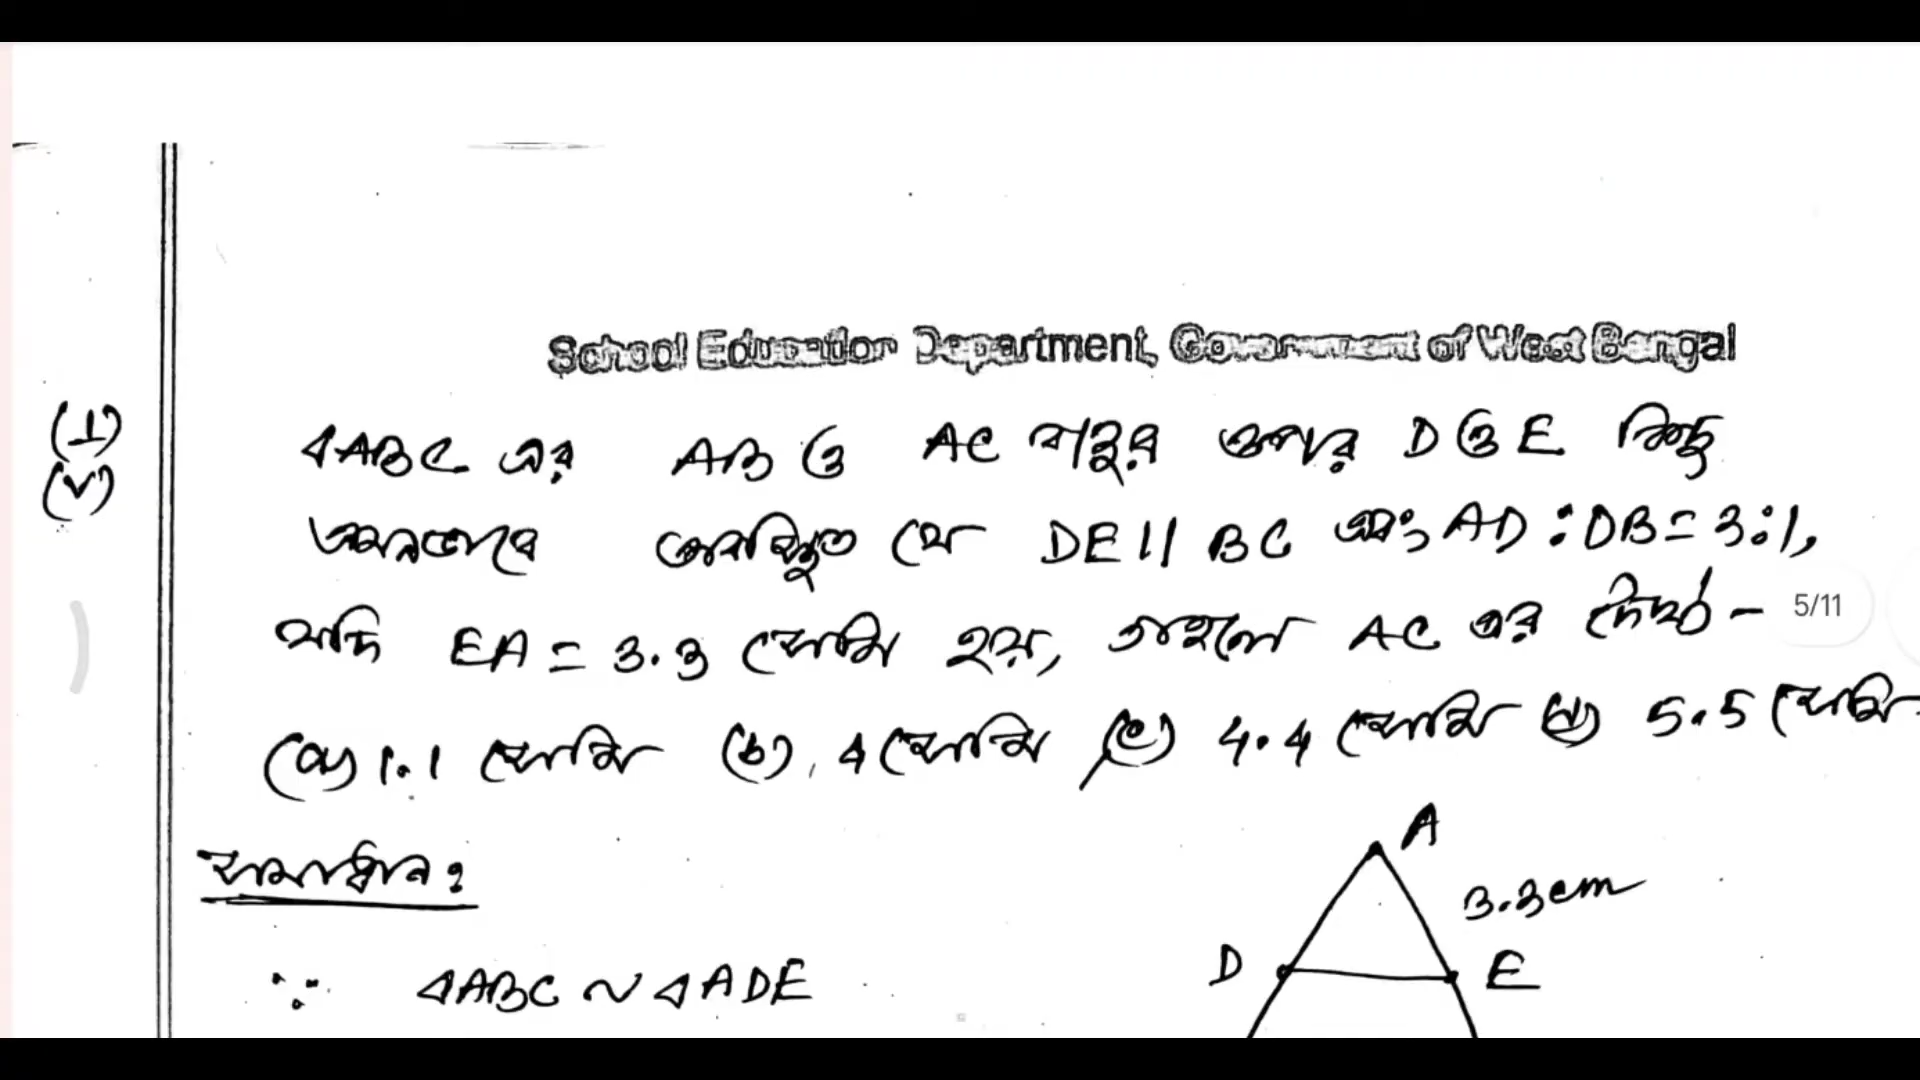 School Education Department, Government of West Bengal
(1) ΔABC এর AB ও AC বাহুর ওপর D ও E বিন্দু
(v) এমনভাবে অবস্থিত যে DE || BC এবং AD : DB = 3:1,
যদি EA = 3.3 সেমি হয়, তাহলে AC এর দৈর্ঘ্য –
5/11
(a) 1.1 সেমি (b) 4 সেমি (c) 4.4 সেমি (d) 5.5 সেমি
সমাধান :
A
3.3cm
D E
∵ ΔABC ~ ΔADE